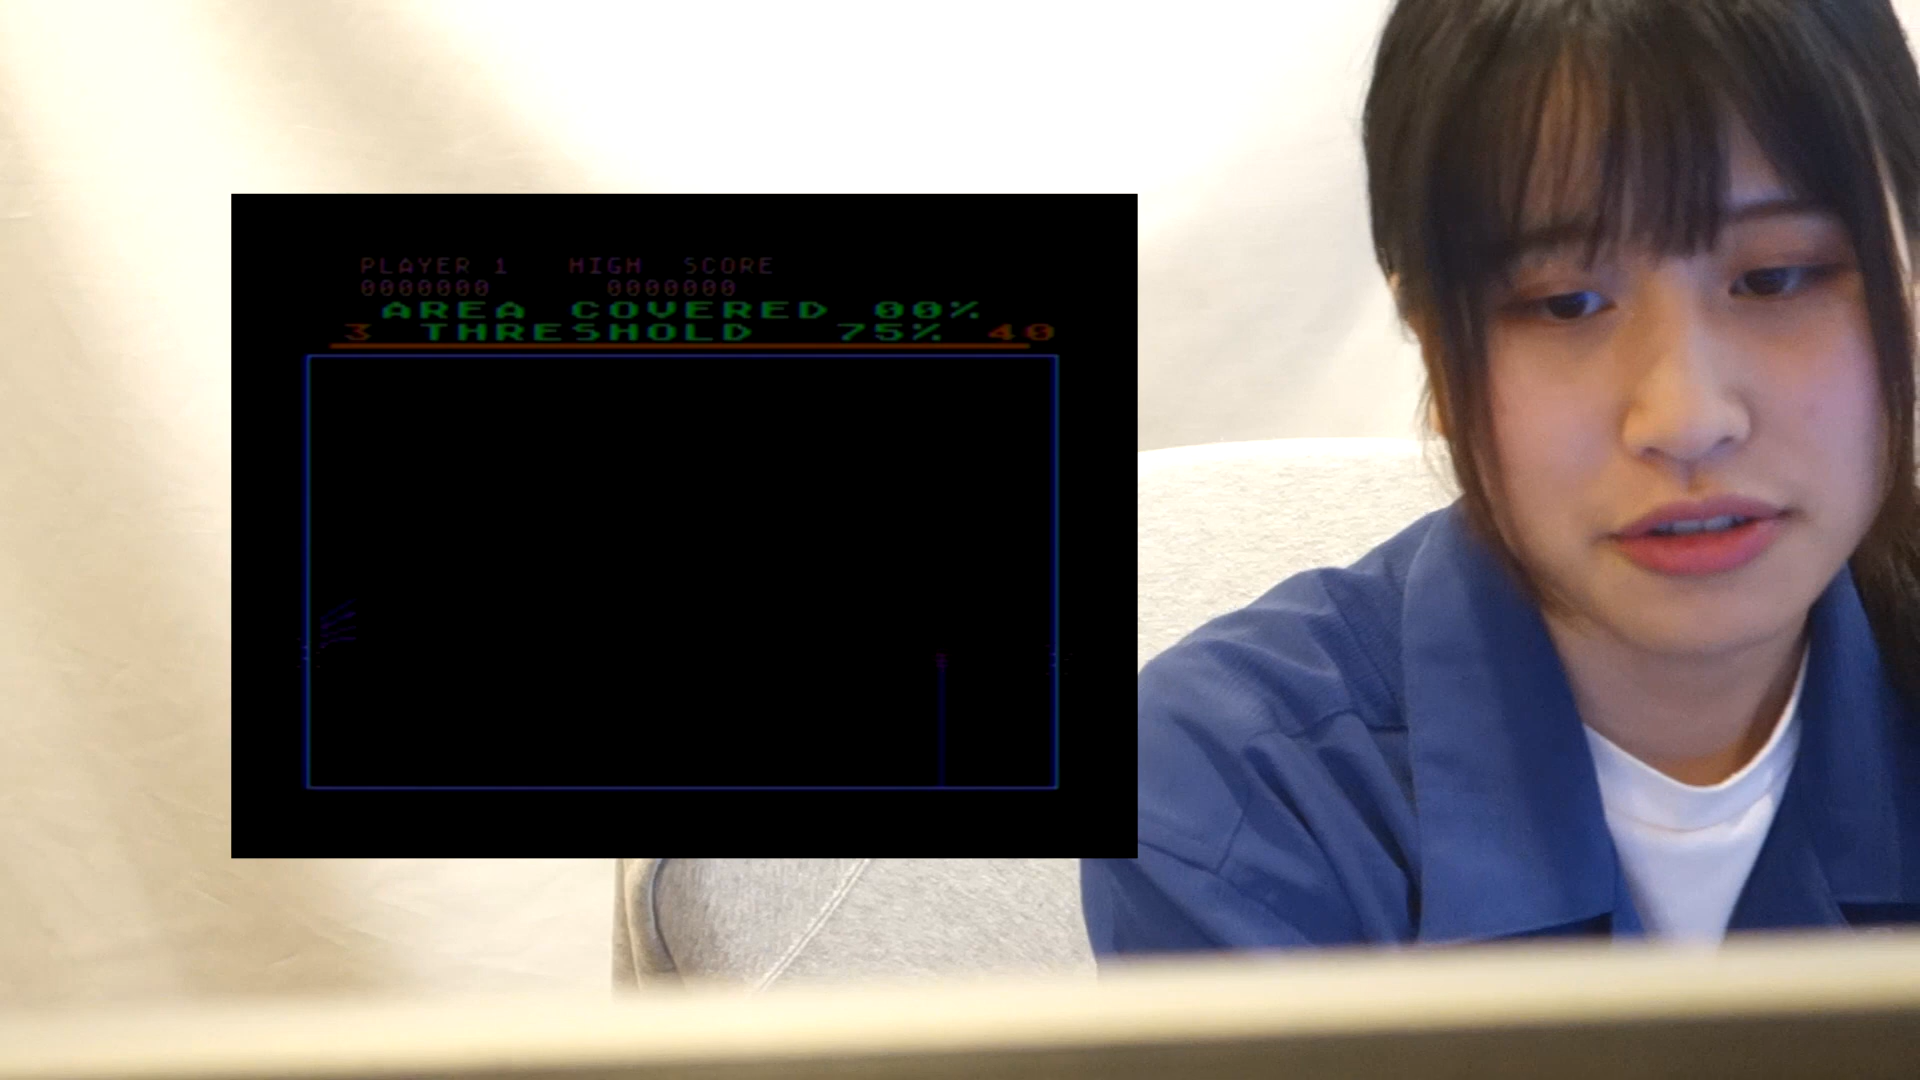 PLAYER 1 HIGH SCORE
0000000 0000000
AREA COVERED 00%
3 THRESHOLD 75% 40